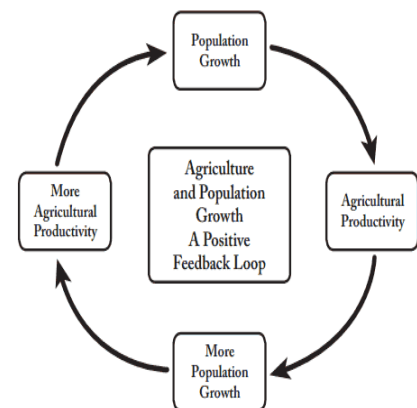 Population
Growth
Agriculture
and Population
Growth
A Positive
Feedback Loop
More
Agricultural
Productivity
Agricultural
Productivity
More
Population
Growth